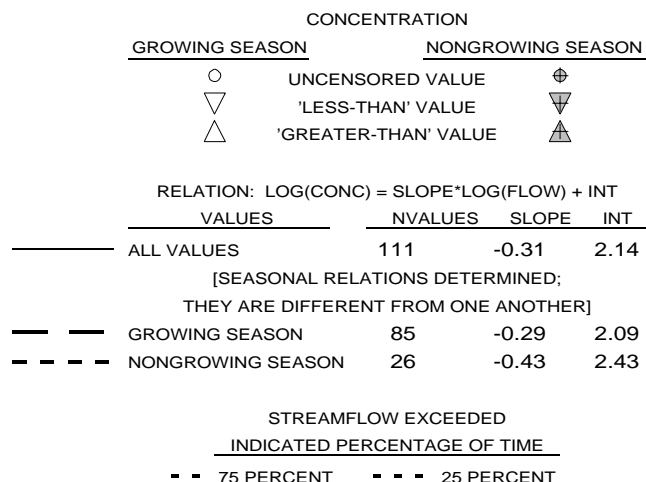 CONCENTRATION
GROWING SEASON NONGROWING SEASON
UNCENSORED VALUE
'LESS-THAN' VALUE
'GREATER-THAN' VALUE
RELATION: LOG(CONC) = SLOPE*LOG(FLOW) + INT
VALUES NVALUES SLOPE INT
ALL VALUES 111 -0.31 2.14
[SEASONAL RELATIONS DETERMINED;
THEY ARE DIFFERENT FROM ONE ANOTHER]
GROWING SEASON 85 -0.29 2.09
NONGROWING SEASON 26 -0.43 2.43
STREAMFLOW EXCEEDED
INDICATED PERCENTAGE OF TIME
75 PERCENT 25 PERCENT